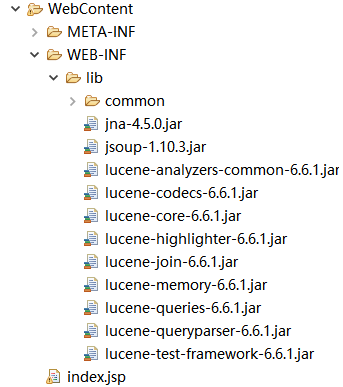 WebContent
META-INF
WEB-INF
lib
common
jna-4.5.0.jar
jsoup-1.10.3.jar
lucene-analyzers-common-6.6.1.jar
lucene-codecs-6.6.1.jar
lucene-core-6.6.1.jar
lucene-highlighter-6.6.1.jar
lucene-join-6.6.1.jar
lucene-memory-6.6.1.jar
lucene-queries-6.6.1.jar
lucene-queryparser-6.6.1.jar
lucene-test-framework-6.6.1.jar
index.jsp